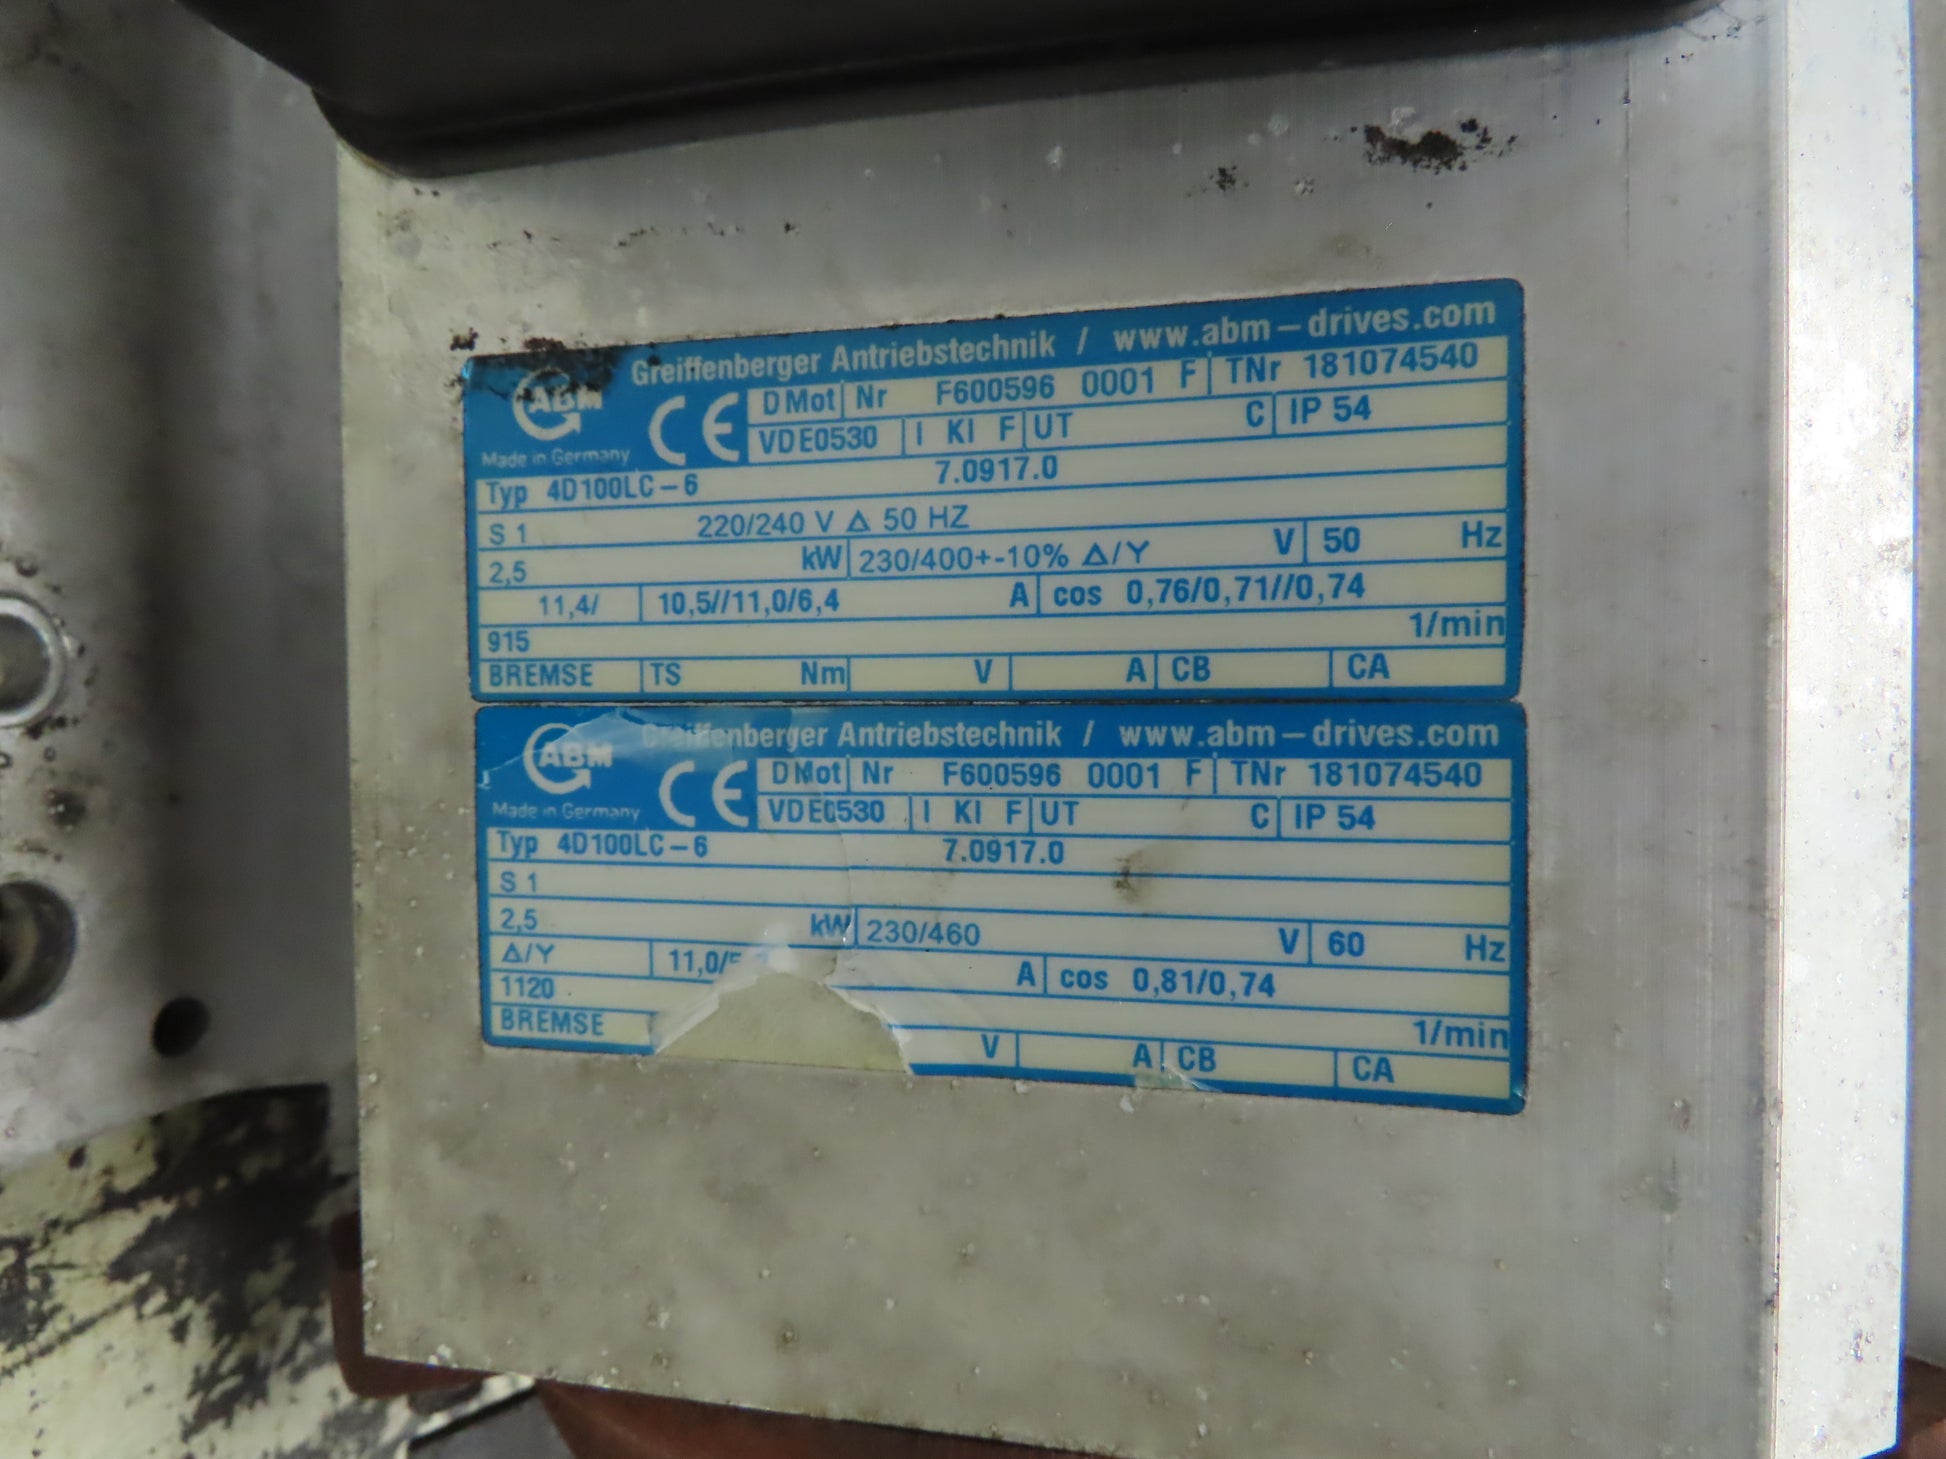 Greiffenberger Antriebstechnik / www.abm-drives.com
ABM
Made in Germany
CE
D Mot Nr F600596 0001 F TNr 181074540
VDE0530 I KI F UT C IP 54
Typ 4D100LC-6 7.0917.0
S 1 220/240 V Δ 50 HZ
2,5 kW 230/400+-10% Δ/Y V 50 Hz
11,4/ 10,5//11,0/6,4 A cos 0,76/0,71//0,74
915 1/min
BREMSE TS Nm V A CB CA
Greiffenberger Antriebstechnik / www.abm-drives.com
ABM
Made in Germany
CE
D Mot Nr F600596 0001 F TNr 181074540
VDE0530 I KI F UT C IP 54
Typ 4D100LC-6 7.0917.0
S 1
2,5 kW 230/460 V 60 Hz
Δ/Y 11,0/ A cos 0,81/0,74
1120 1/min
BREMSE V A CB CA